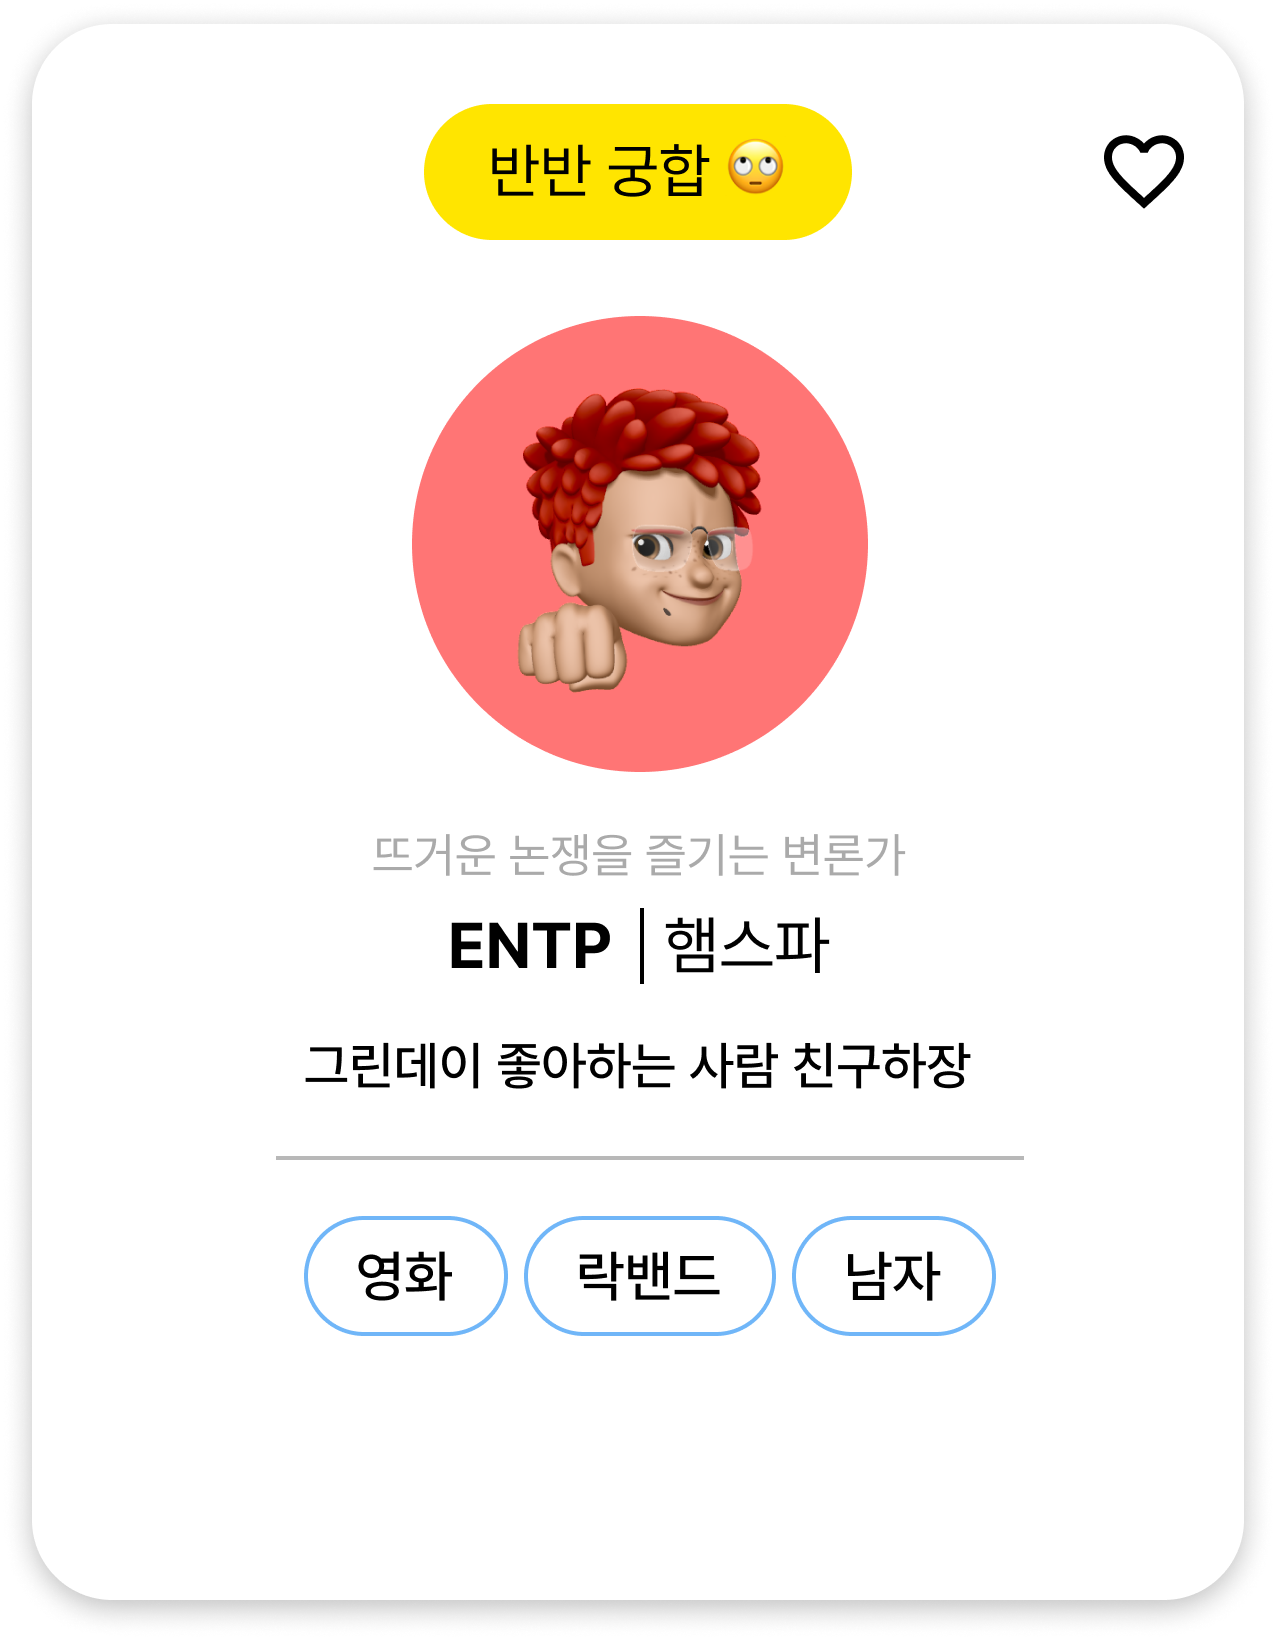 반반 궁합 🙄
뜨거운 논쟁을 즐기는 변론가
ENTP | 햄스파
그린데이 좋아하는 사람 친구하장
영화 락밴드 남자